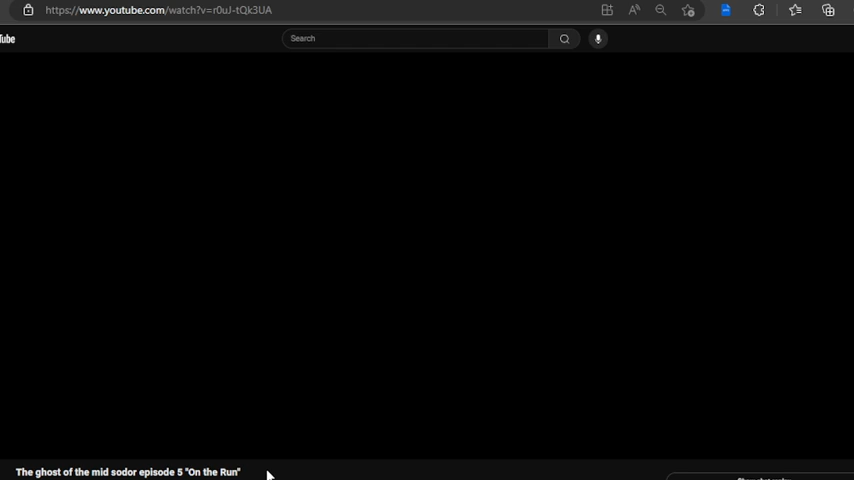 https://www.youtube.com/watch?v=r0uJ-tQk3UA
Tube
Search
The ghost of the mid sodor episode 5 "On the Run"